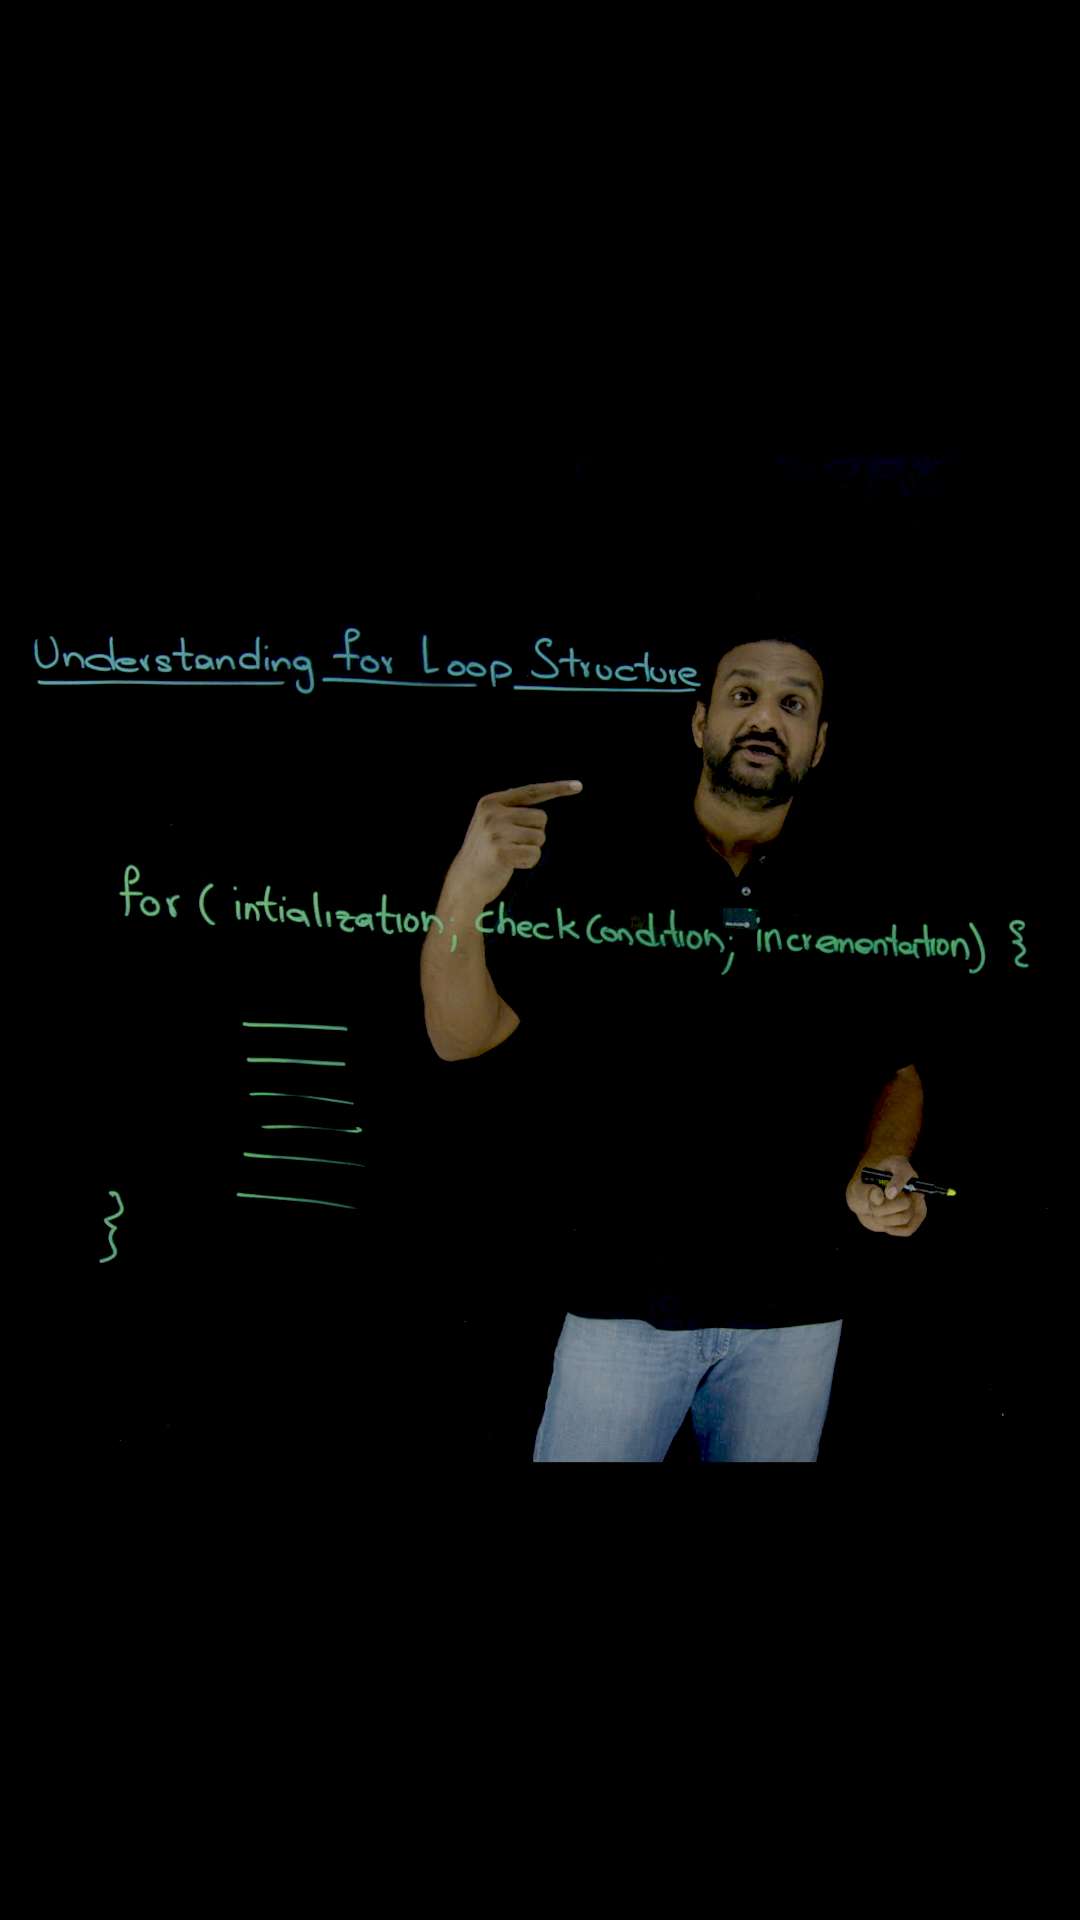 Understanding for Loop Structure
for ( intialization; check Condition; incrementation) {
}